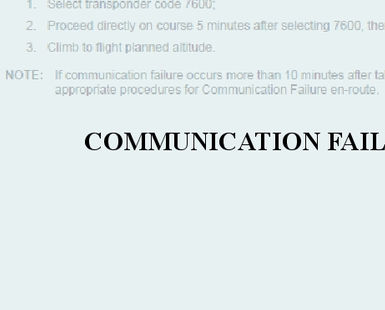 1. Select transponder code 7600;
2. Proceed directly on course 5 minutes after selecting 7600, the
3. Climb to flight planned altitude.
NOTE: If communication failure occurs more than 10 minutes after ta
appropriate procedures for Communication Failure en-route.
COMMUNICATION FAIL